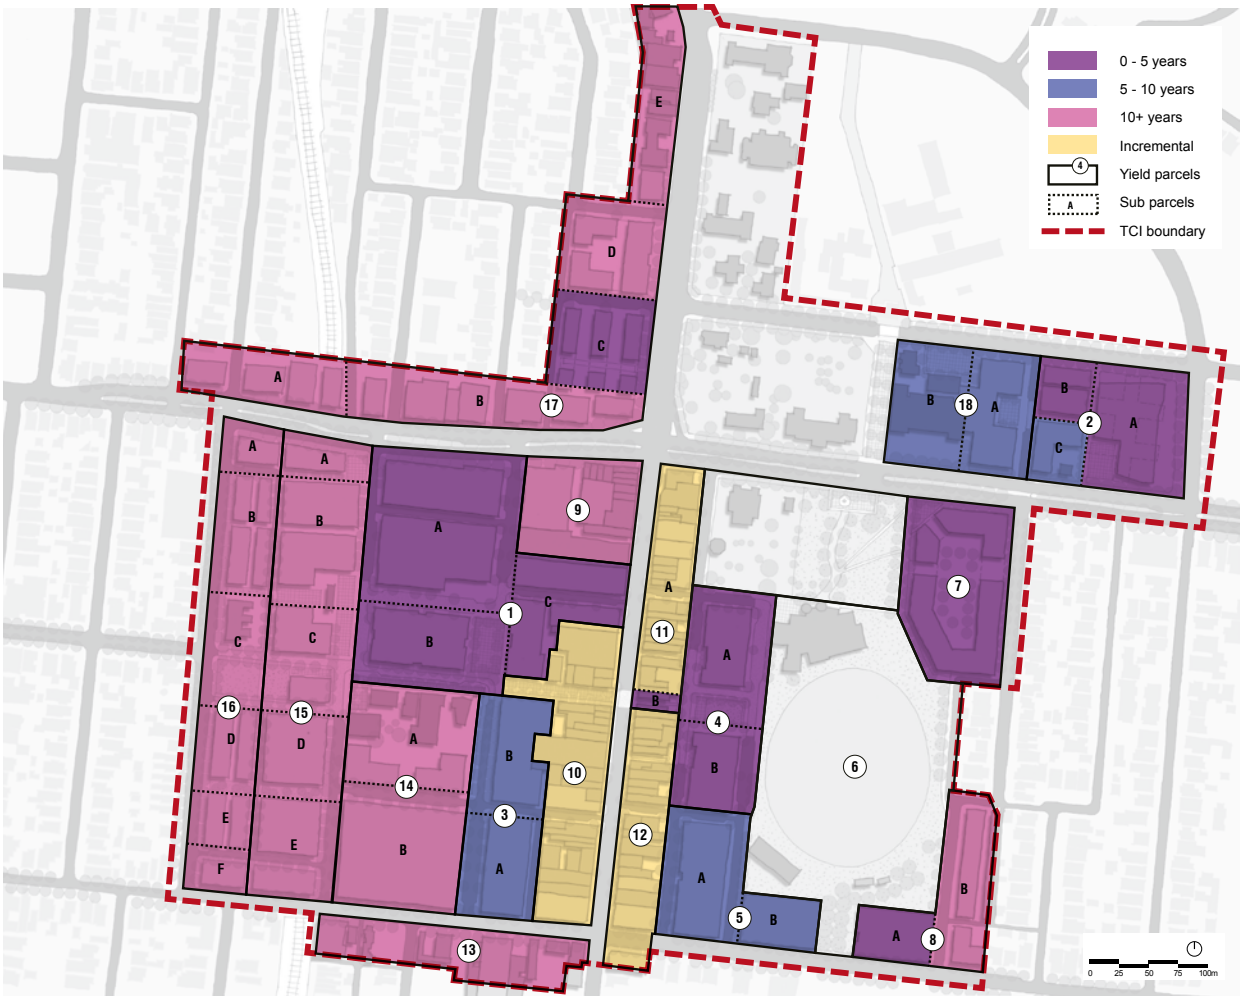 0 - 5 years
5 - 10 years
10+ years
Incremental
4
Yield parcels
A
Sub parcels
TCI boundary
E
D
C
A
B
17
B
18
A
B
2
A
C
A
A
B
B
A
9
C
1
B
C
C
A
11
7
B
A
4
B
16
15
D
D
A
14
B
3
10
12
6
E
F
E
B
A
A
5
B
A
8
B
13
0 25 50 75 100m